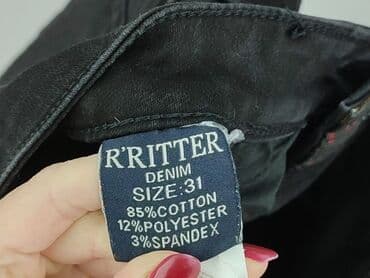 R'RITTER
DENIM
SIZE:31
85%COTTON
12%POLYESTER
3%SPANDEX